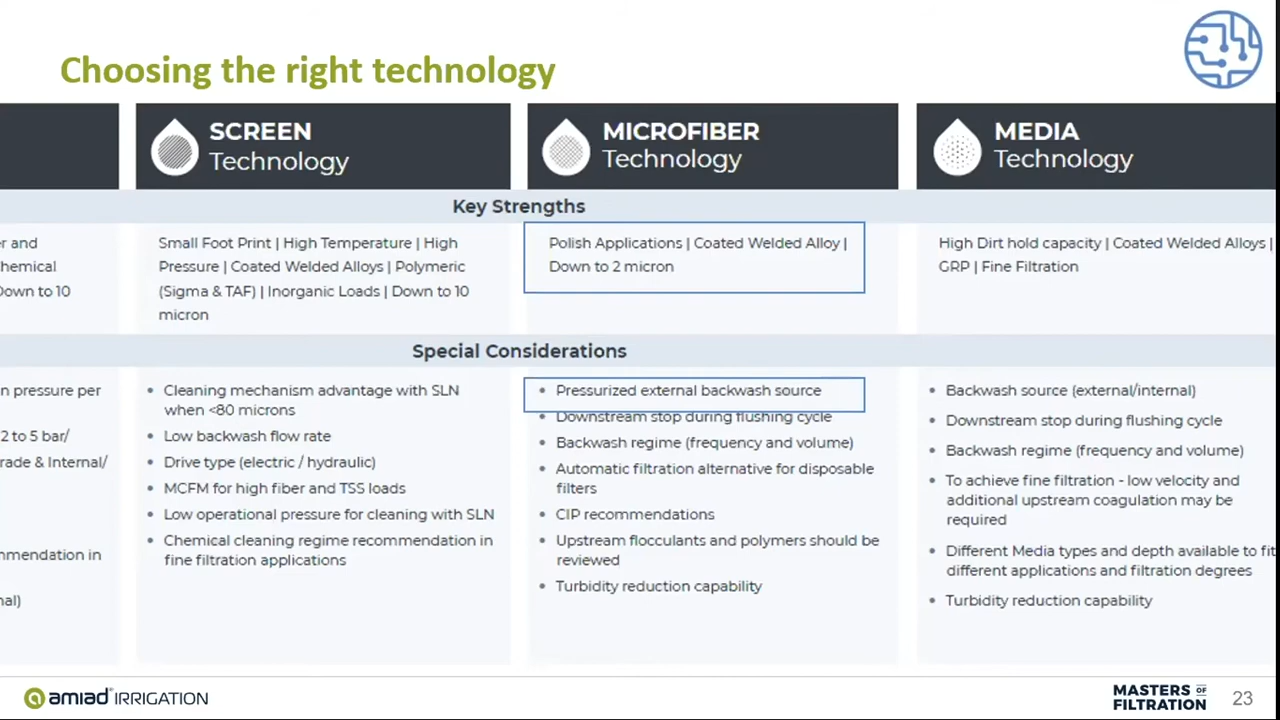 Choosing the right technology
SCREEN
Technology
MICROFIBER
Technology
MEDIA
Technology
Key Strengths
and
Down to 10
Small Foot Print | High Temperature | High
Pressure | Coated Welded Alloys | Polymeric
(Sigma & TAF) | Inorganic Loads | Down to 10
micron
Polish Applications | Coated Welded Alloy |
Down to 2 micron
High Dirt hold capacity | Coated Welded Alloys |
GRP | Fine Filtration
Special Considerations
pressure per
2 to 5 bar/
& Internal/
in
• Cleaning mechanism advantage with SLN
when <80 microns
• Low backwash flow rate
• Drive type (electric / hydraulic)
• MCFM for high fiber and TSS loads
• Low operational pressure for cleaning with SLN
• Chemical cleaning regime recommendation in
fine filtration applications
• Pressurized external backwash source
• Downstream stop during flushing cycle
• Backwash regime (frequency and volume)
• Automatic filtration alternative for disposable
filters
• CIP recommendations
• Upstream flocculants and polymers should be
reviewed
• Turbidity reduction capability
• Backwash source (external/internal)
• Downstream stop during flushing cycle
• Backwash regime (frequency and volume)
• To achieve fine filtration - low velocity and
additional upstream coagulation may be
required
• Different Media types and depth available to fit
different applications and filtration degrees
• Turbidity reduction capability
amiad IRRIGATION
MASTERS OF
FILTRATION
23